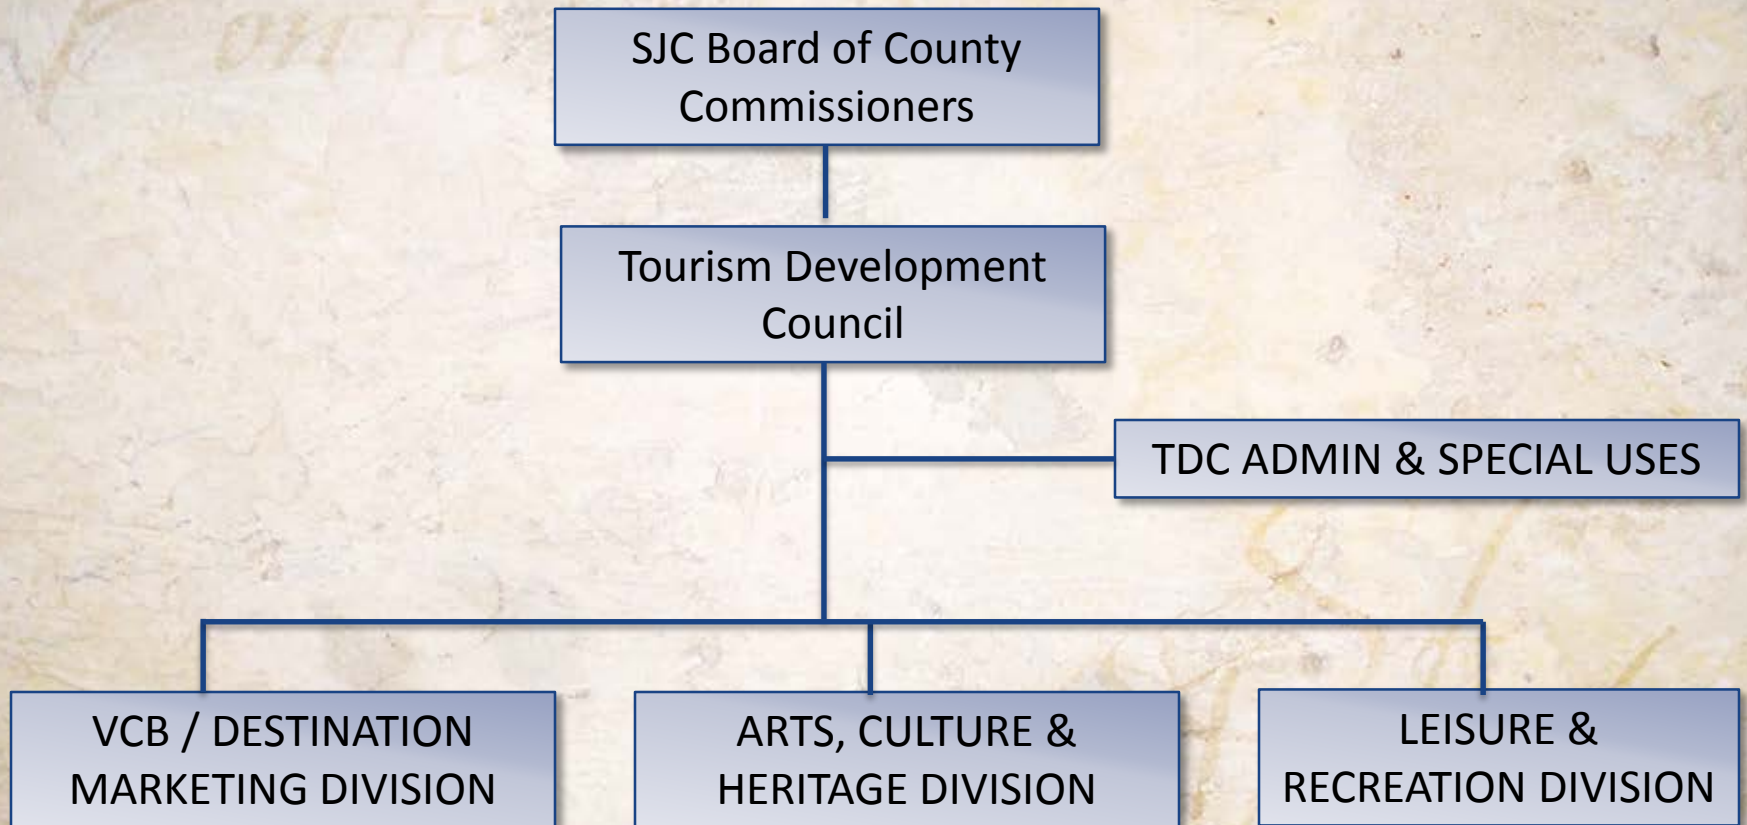 SJC Board of County
Commissioners
Tourism Development
Council
TDC ADMIN & SPECIAL USES
VCB / DESTINATION
MARKETING DIVISION
ARTS, CULTURE &
HERITAGE DIVISION
LEISURE &
RECREATION DIVISION